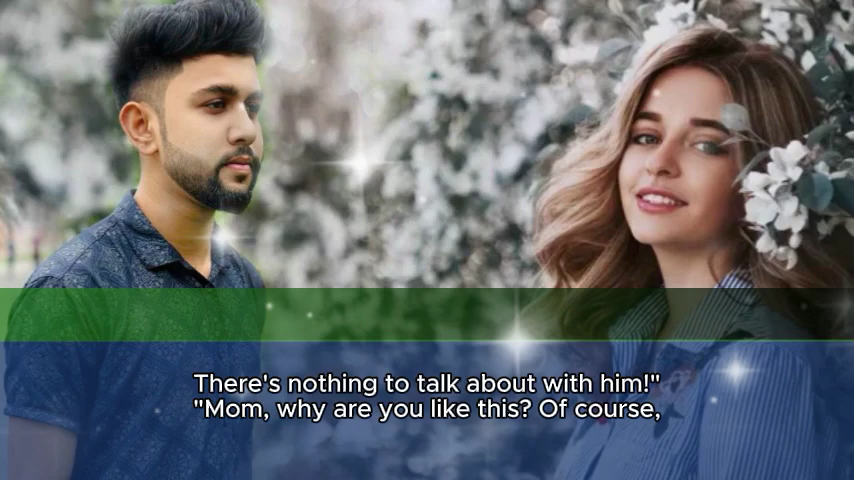 There's nothing to talk about with him!"
"Mom, why are you like this? Of course,